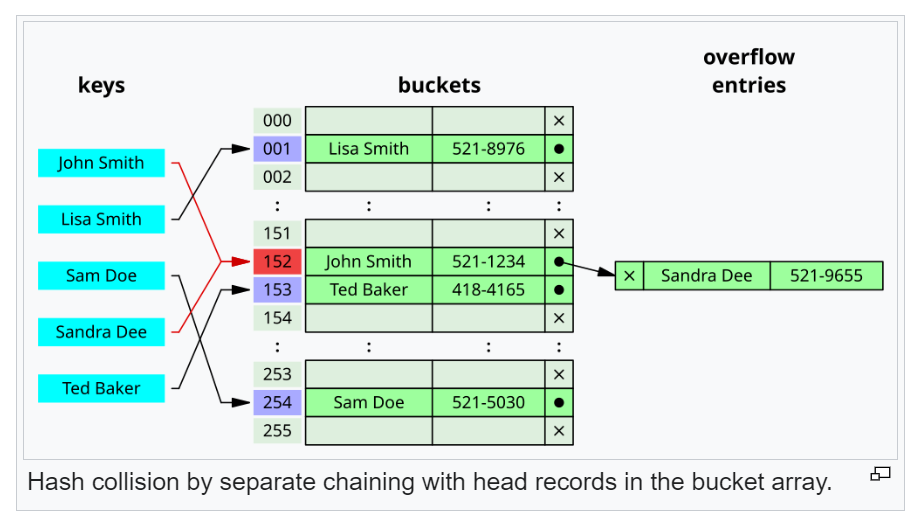 keys
buckets
overflow
entries
John Smith
Lisa Smith
Sam Doe
Sandra Dee
Ted Baker
000 ×
001 Lisa Smith 521-8976 ●
002 ×
: : : :
151 ×
152 John Smith 521-1234 ●
153 Ted Baker 418-4165 ●
154 ×
: : : :
253 ×
254 Sam Doe 521-5030 ●
255 ×
× Sandra Dee 521-9655
Hash collision by separate chaining with head records in the bucket array.